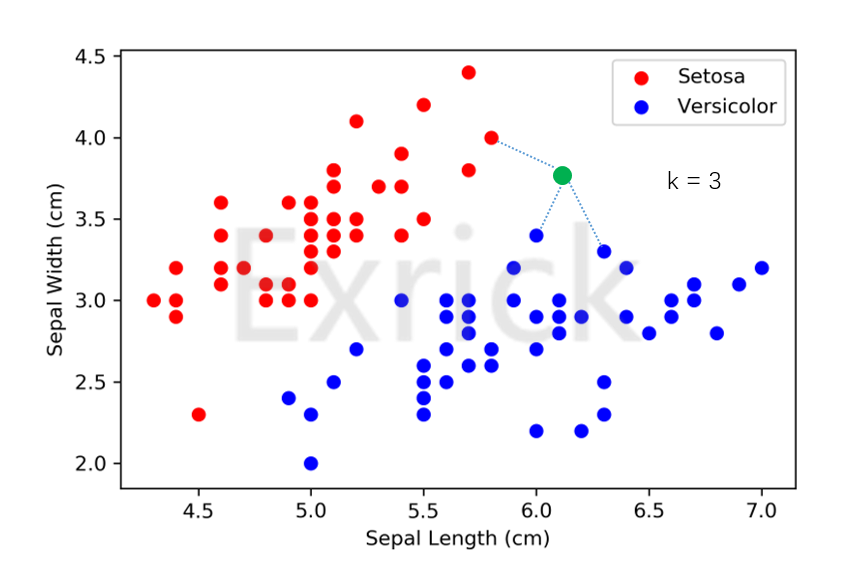 4.5
4.0
3.5
3.0
2.5
2.0
Sepal Width (cm)
Setosa
Versicolor
k = 3
Exrick
4.5 5.0 5.5 6.0 6.5 7.0
Sepal Length (cm)